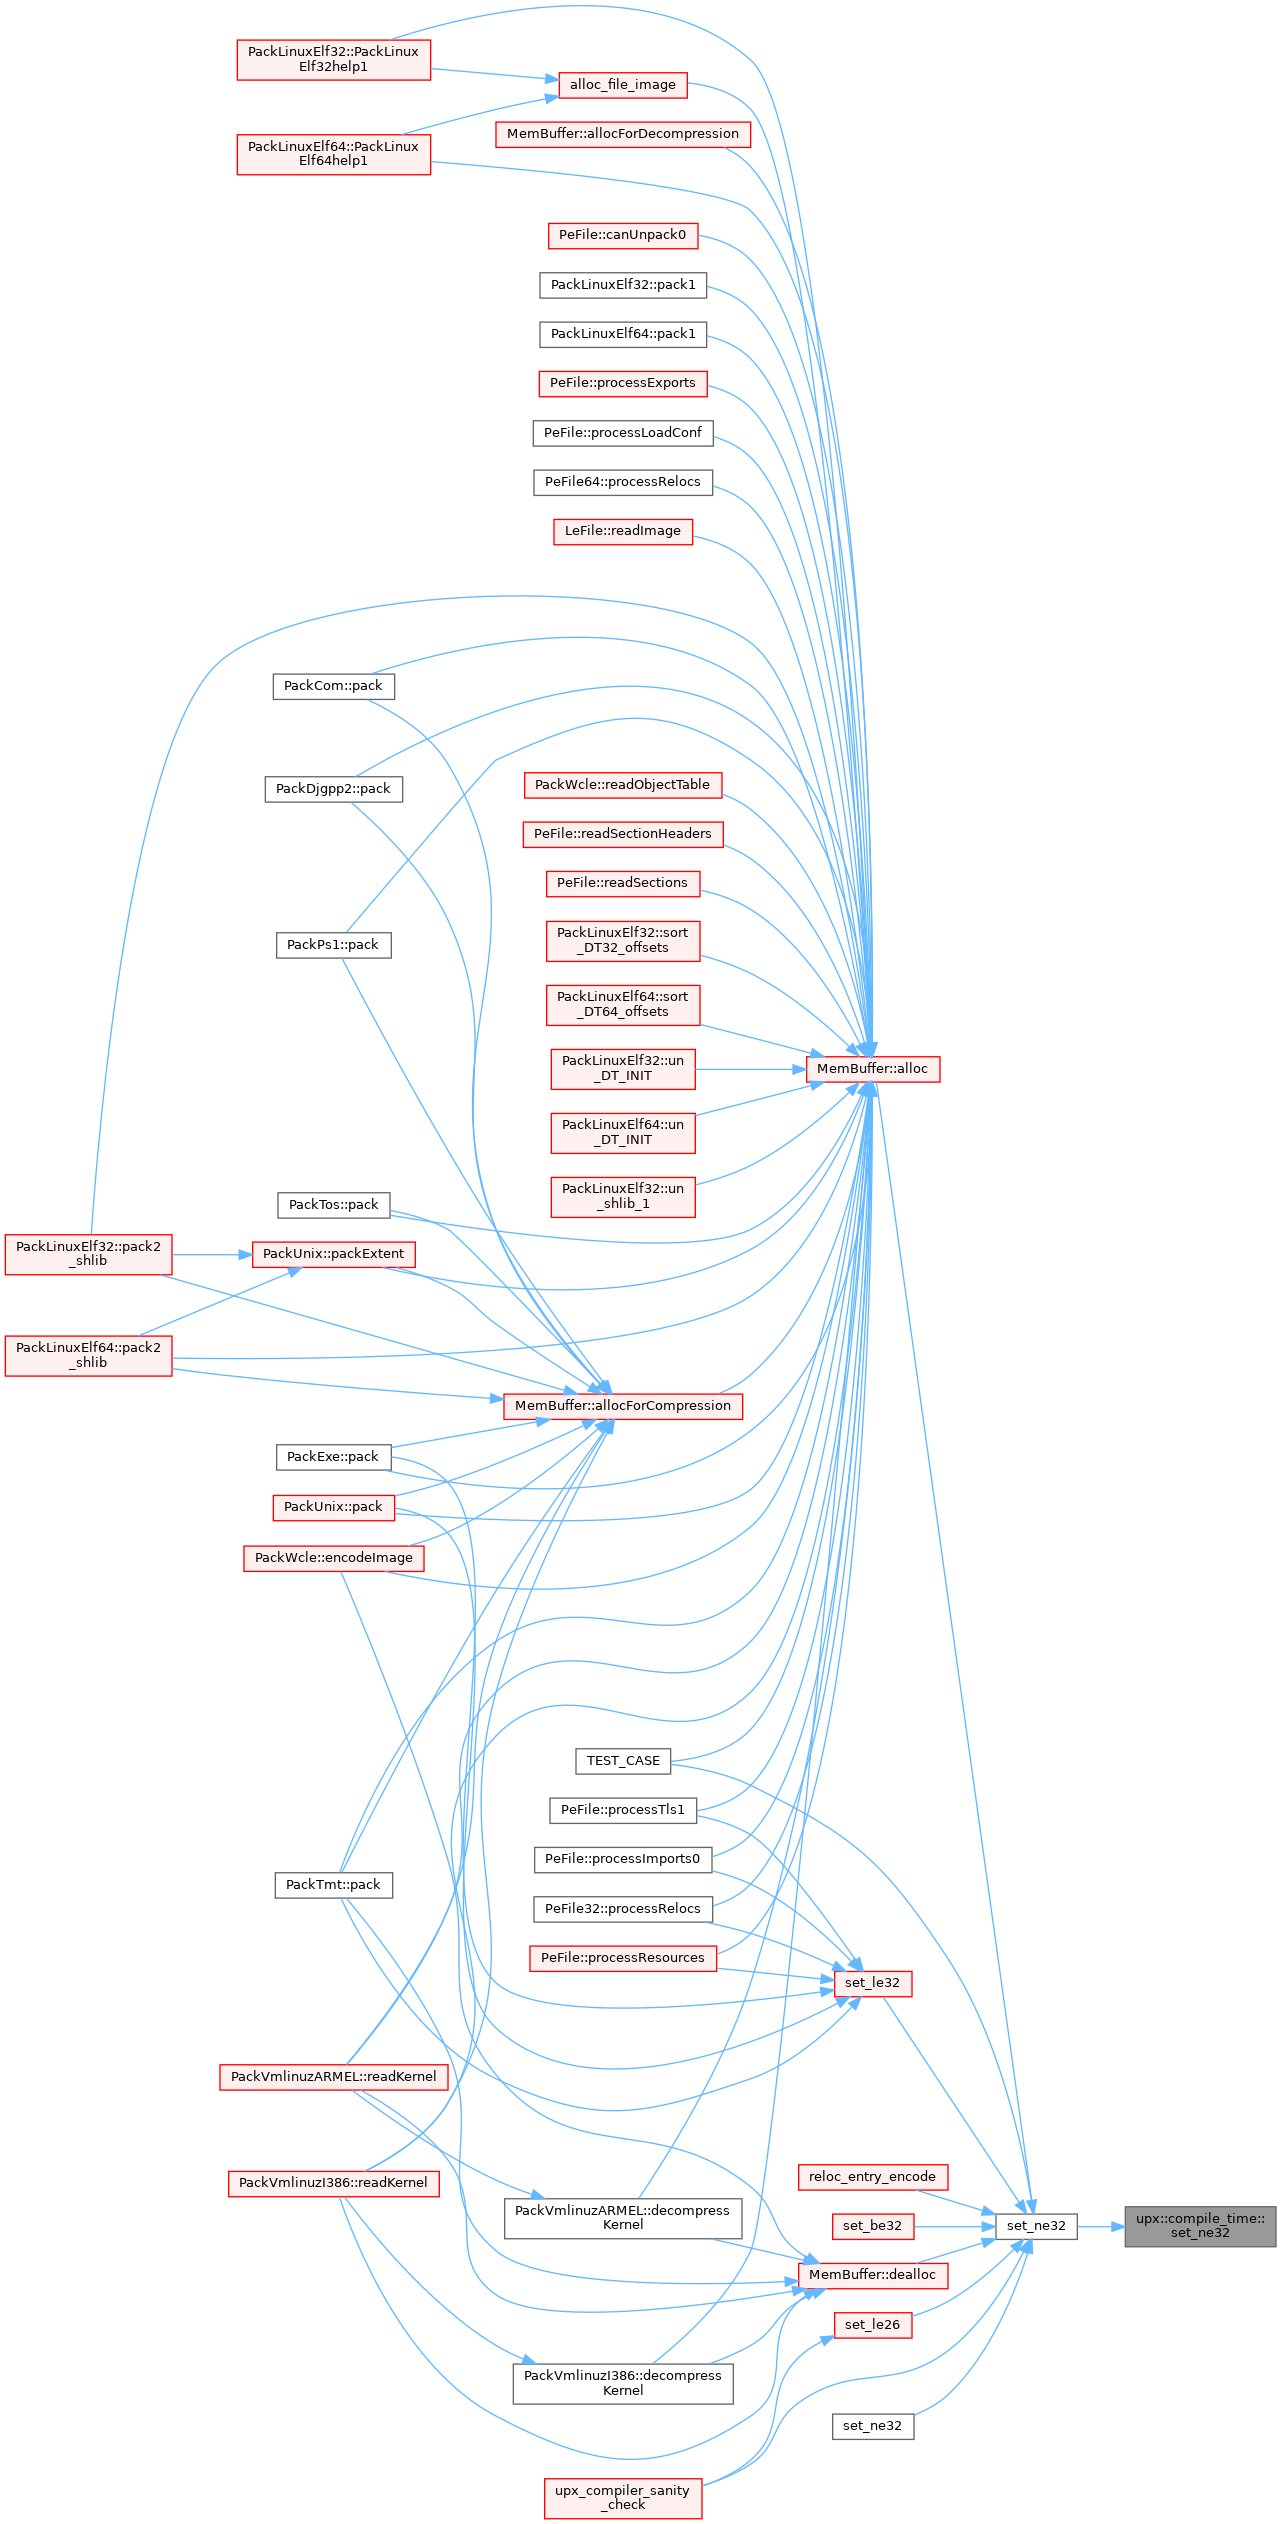 PackLinuxElf32::PackLinux
Elf32help1
alloc_file_image
MemBuffer::allocForDecompression
PackLinuxElf64::PackLinux
Elf64help1
PeFile::canUnpack0
PackLinuxElf32::pack1
PackLinuxElf64::pack1
PeFile::processExports
PeFile::processLoadConf
PeFile64::processRelocs
LeFile::readImage
PackCom::pack
PackDjgpp2::pack
PackWcle::readObjectTable
PeFile::readSectionHeaders
PeFile::readSections
PackLinuxElf32::sort
_DT32_offsets
PackPs1::pack
PackLinuxElf64::sort
_DT64_offsets
PackLinuxElf32::un
_DT_INIT
MemBuffer::alloc
PackLinuxElf64::un
_DT_INIT
PackLinuxElf32::un
_shlib_1
PackTos::pack
PackLinuxElf32::pack2
_shlib
PackUnix::packExtent
PackLinuxElf64::pack2
_shlib
MemBuffer::allocForCompression
PackExe::pack
PackUnix::pack
PackWcle::encodeImage
TEST_CASE
PeFile::processTls1
PeFile::processImports0
PackTmt::pack
PeFile32::processRelocs
PeFile::processResources
set_le32
PackVmlinuzARMEL::readKernel
PackVmlinuzI386::readKernel
reloc_entry_encode
PackVmlinuzARMEL::decompress
Kernel
set_be32
set_ne32
upx::compile_time::
set_ne32
MemBuffer::dealloc
set_le26
PackVmlinuzI386::decompress
Kernel
set_ne32
upx_compiler_sanity
_check